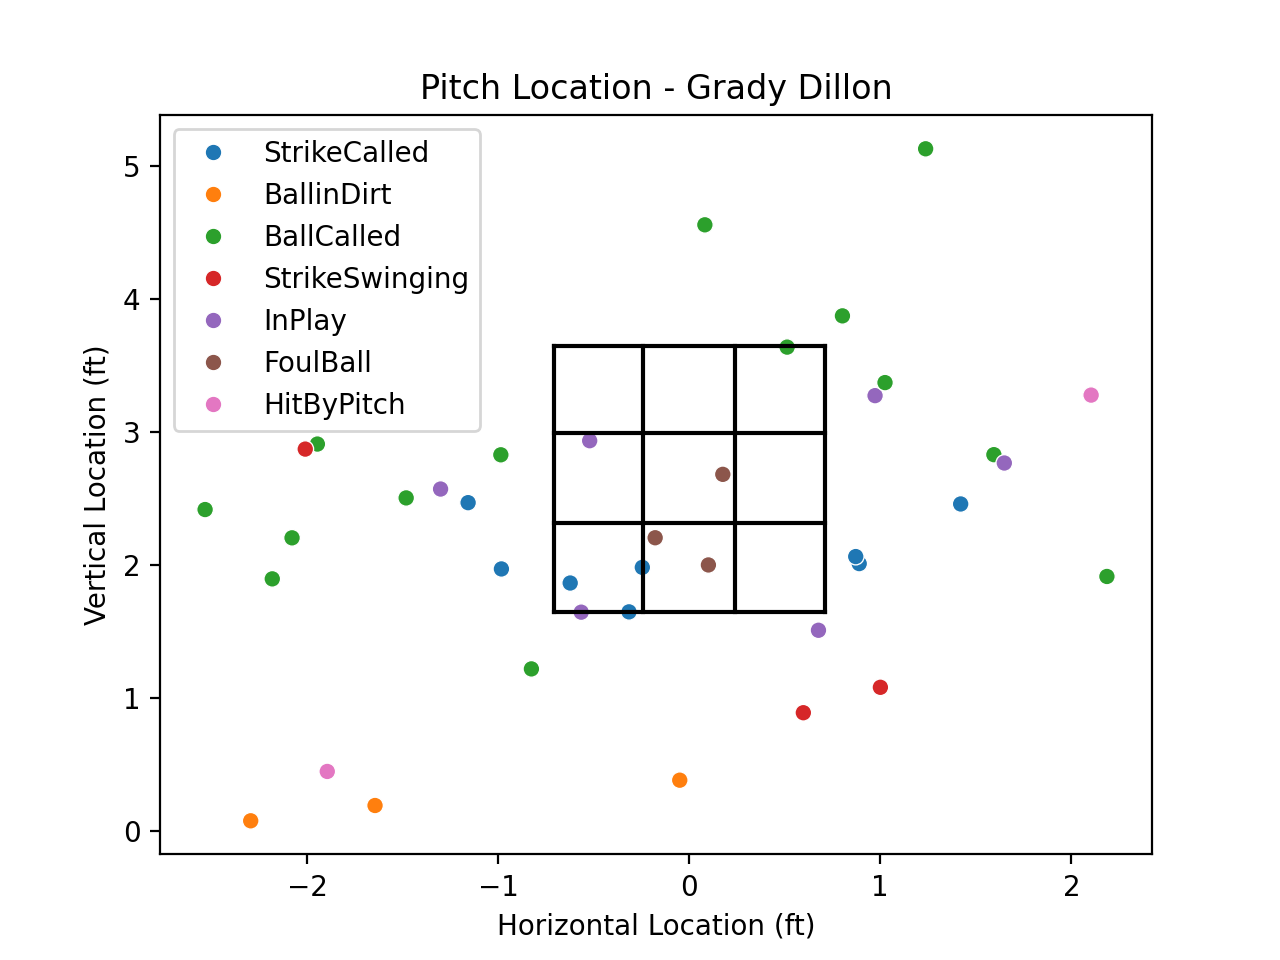 Pitch Location - Grady Dillon
StrikeCalled
BallinDirt
BallCalled
StrikeSwinging
InPlay
FoulBall
HitByPitch
5
4
3
2
1
0
Vertical Location (ft)
−2
−1
0
1
2
Horizontal Location (ft)